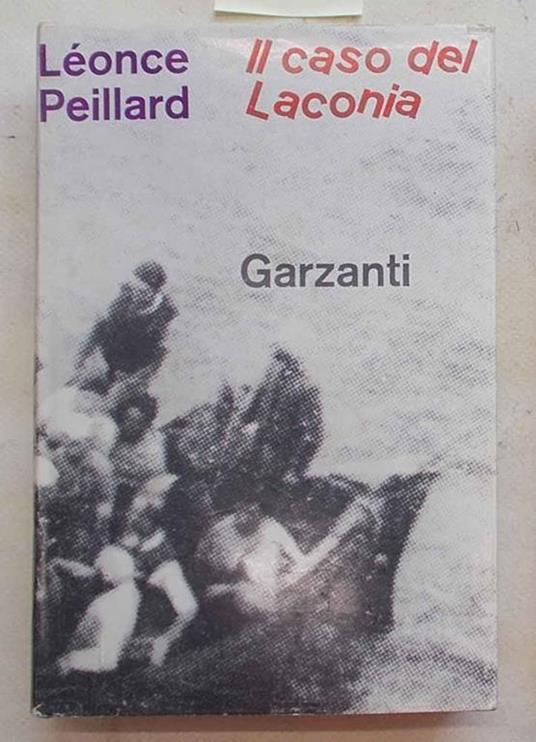 Léonce
Peillard
Il caso del
Laconia
Garzanti